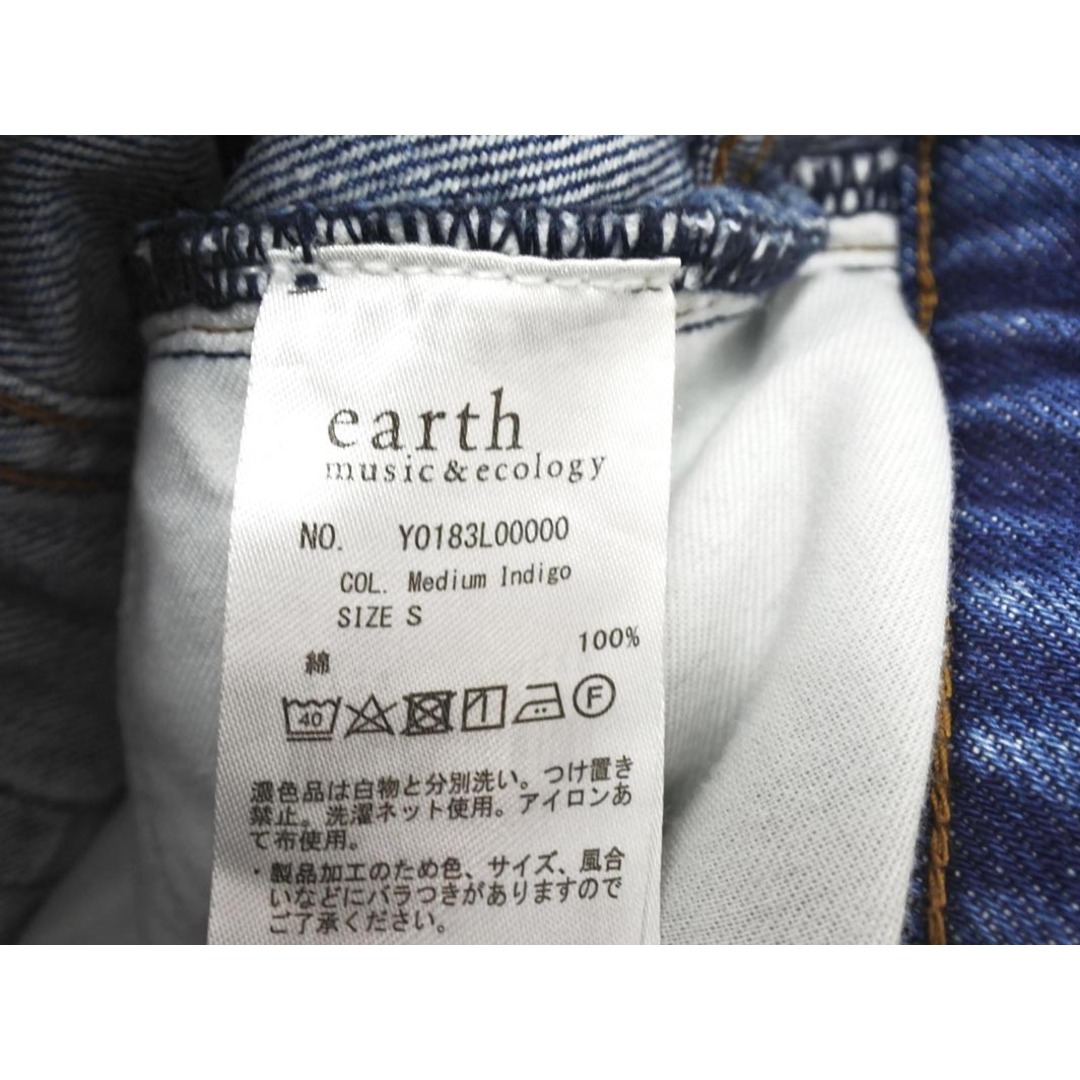 earth
music&ecology
NO. Y0183L00000
COL. Medium Indigo
SIZE S
綿 100%
40 F
濃色品は白物と分別洗い。つけ置き
禁止。洗濯ネット使用。アイロンあ
て布使用。
・製品加工のため色、サイズ、風合
いなどにバラつきがありますので
ご了承ください。